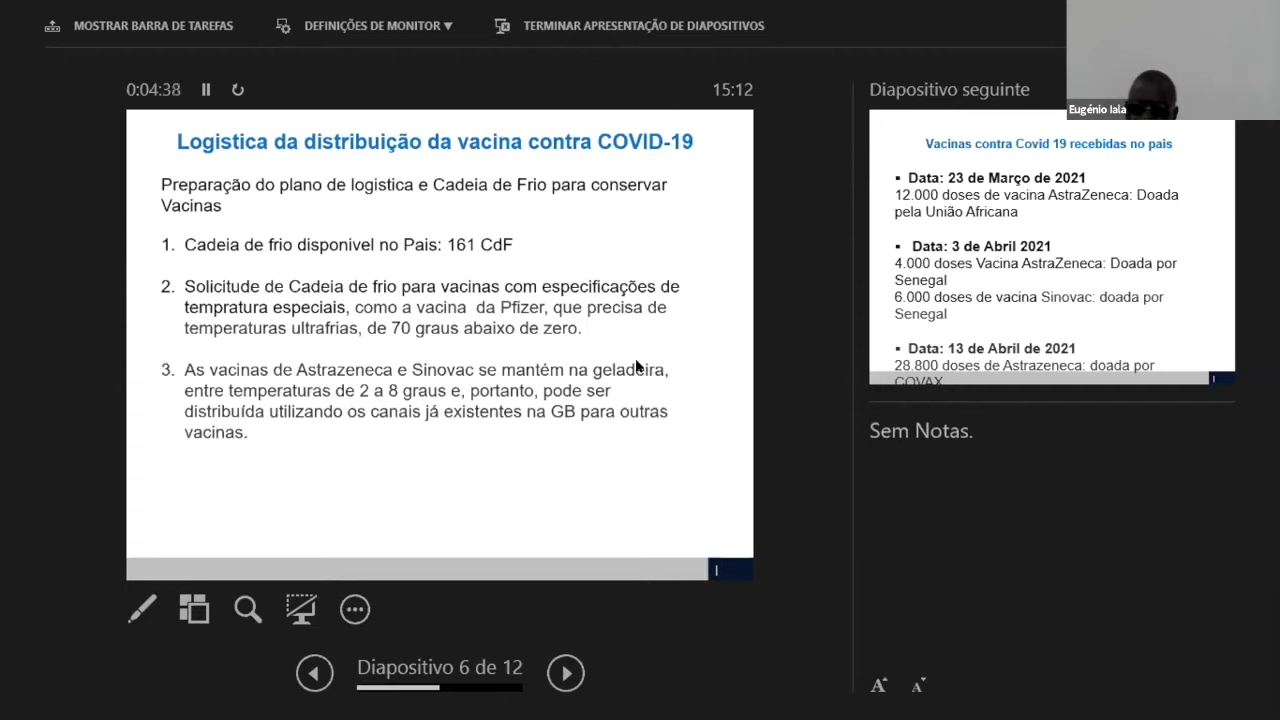 MOSTRAR BARRA DE TAREFAS
DEFINIÇÕES DE MONITOR ▼
TERMINAR APRESENTAÇÃO DE DIAPOSITIVOS
0:04:38
15:12
Logistica da distribuição da vacina contra COVID-19
Preparação do plano de logistica e Cadeia de Frio para conservar
Vacinas
1. Cadeia de frio disponivel no Pais: 161 CdF
2. Solicitude de Cadeia de frio para vacinas com especificações de
tempratura especiais, como a vacina da Pfizer, que precisa de
temperaturas ultrafrias, de 70 graus abaixo de zero.
3. As vacinas de Astrazeneca e Sinovac se mantém na geladeira,
entre temperaturas de 2 a 8 graus e, portanto, pode ser
distribuída utilizando os canais já existentes na GB para outras
vacinas.
Diapositivo 6 de 12
Diapositivo seguinte
Eugénio Iala
Vacinas contra Covid 19 recebidas no pais
▪ Data: 23 de Março de 2021
12.000 doses de vacina AstraZeneca: Doada
pela União Africana
▪ Data: 3 de Abril 2021
4.000 doses Vacina AstraZeneca: Doada por
Senegal
6.000 doses de vacina Sinovac: doada por
Senegal
▪ Data: 13 de Abril de 2021
28.800 doses de Astrazeneca: doada por
COVAX
Sem Notas.
A A